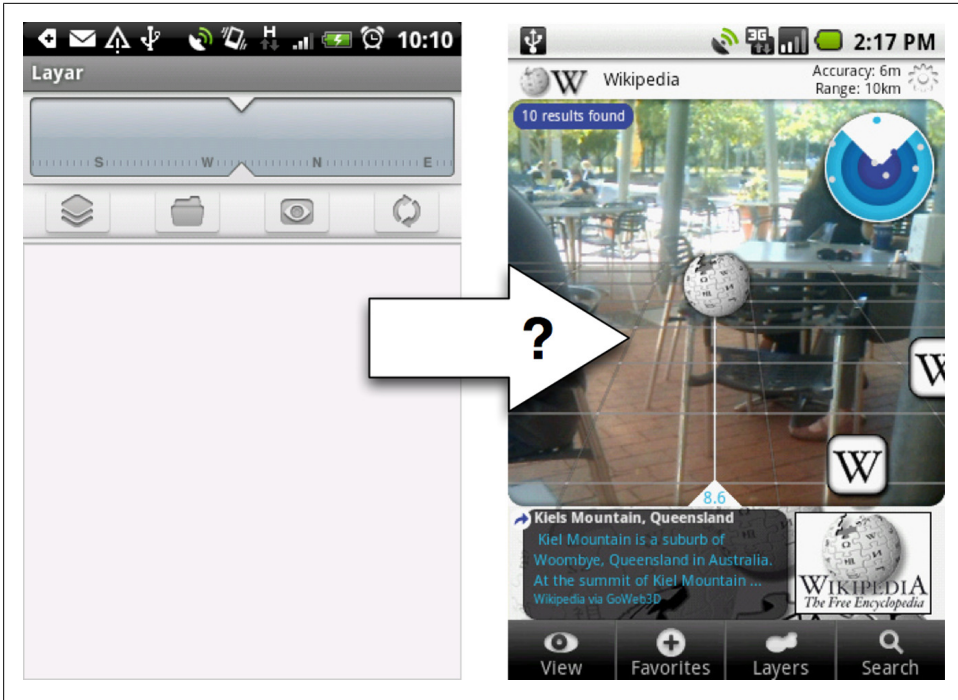 H
10:10
Layar
S W N E
?
3G
2:17 PM
W Wikipedia
Accuracy: 6m
Range: 10km
10 results found
W
W
8.6
Kiels Mountain, Queensland
Kiel Mountain is a suburb of
Woombye, Queensland in Australia.
At the summit of Kiel Mountain ...
Wikipedia via GoWeb3D
WIKIPEDIA
The Free Encyclopedia
View Favorites Layers Search